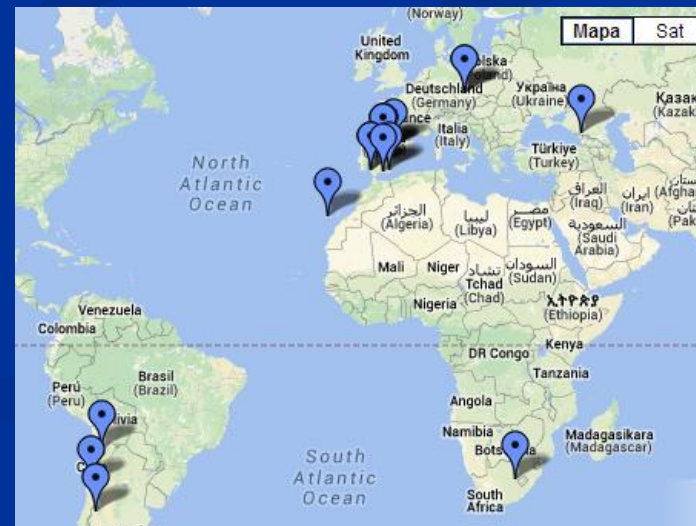 (Norway)
Mapa
Sat
United
Kingdom
Deutschland
(Germany)
Україна
(Ukraine)
Қазақ
(Kazak
Italia
(Italy)
Türkiye
(Turkey)
North
Atlantic
Ocean
الجزائر
(Algeria)
ليبيا
(Libya)
مصر
(Egypt)
العراق
(Iraq)
ایران
(Iran)
(Afghan
(Pak
السعودية
(Saudi
Arabia)
Mali
Niger
تشاد
Tchad
(Chad)
السودان
(Sudan)
Nigeria
ኢትዮጵያ
(Ethiopia)
Venezuela
Colombia
DR Congo
Kenya
Tanzania
Perú
(Peru)
Brasil
(Brazil)
Angola
Namibia
Madagasikara
(Madagascar)
South
Atlantic
Ocean
South
Africa